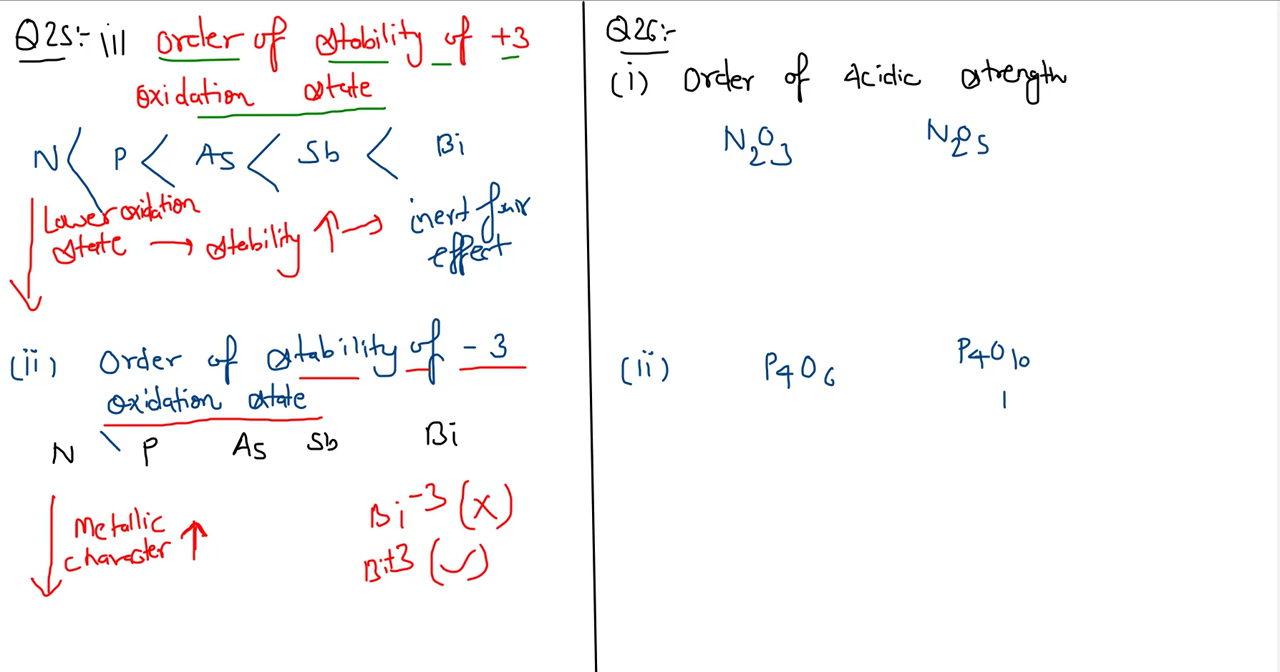 Q25:- iii order of stability of +3
oxidation state
N < P < As < Sb < Bi
Lower oxidation
state → stability ↑ → inert pair
effect
(ii) Order of stability of -3
oxidation state
N P As Sb Bi
Metallic
character ↑
Bi-3 (x)
Bi+3 (✓)
Q26:-
(i) Order of Acidic strength
N2O3 N2O5
(ii) P4O6 P4O10